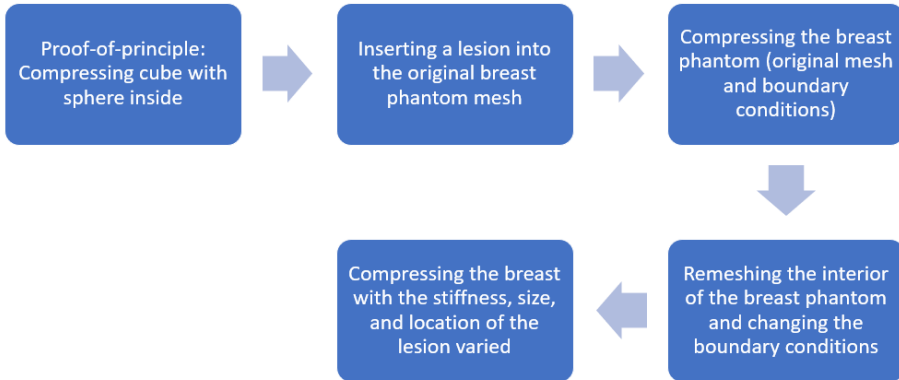 Proof-of-principle:
Compressing cube with
sphere inside
Inserting a lesion into
the original breast
phantom mesh
Compressing the breast
phantom (original mesh
and boundary
conditions)
Remeshing the interior
of the breast phantom
and changing the
boundary conditions
Compressing the breast
with the stiffness, size,
and location of the
lesion varied